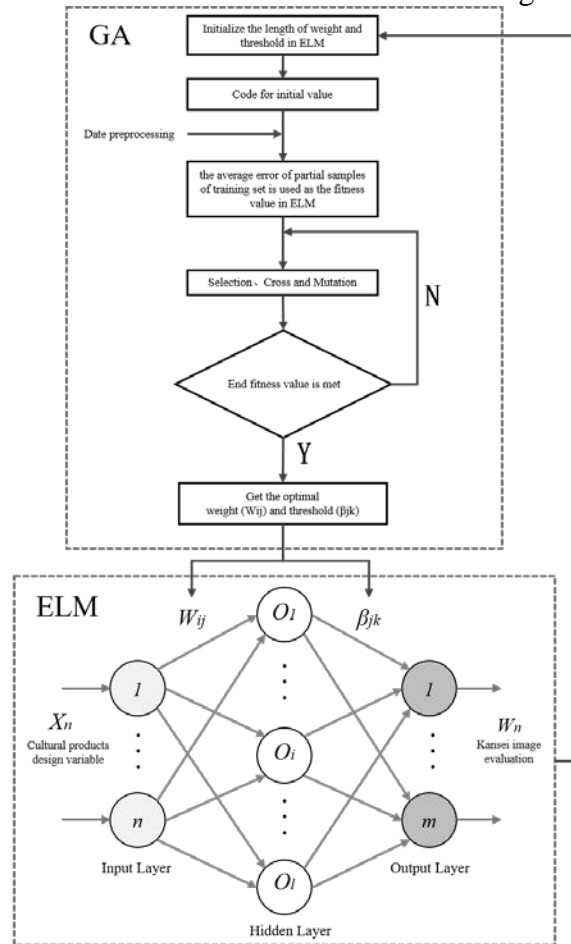 GA
Initialize the length of weight and
threshold in ELM
Code for initial value
Date preprocessing
the average error of partial samples
of training set is used as the fitness
value in ELM
Selection、Cross and Mutation
N
End fitness value is met
Y
Get the optimal
weight (Wij) and threshold (βjk)
ELM
Wij
O1
βjk
1
1
Xn
Cultural products
design variable
Oi
Wn
Kansei image
evaluation
n
m
Input Layer
Output Layer
Ol
Hidden Layer